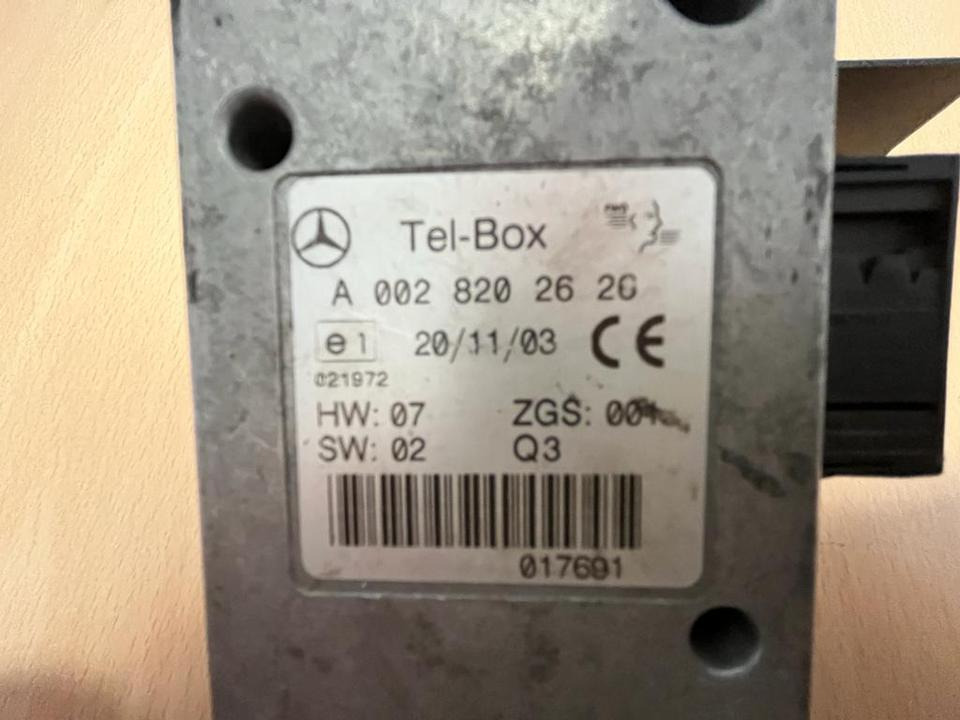 Tel-Box
A 002 820 26 26
e1 20/11/03 CE
021972
HW: 07 ZGS: 001
SW: 02 Q3
017691